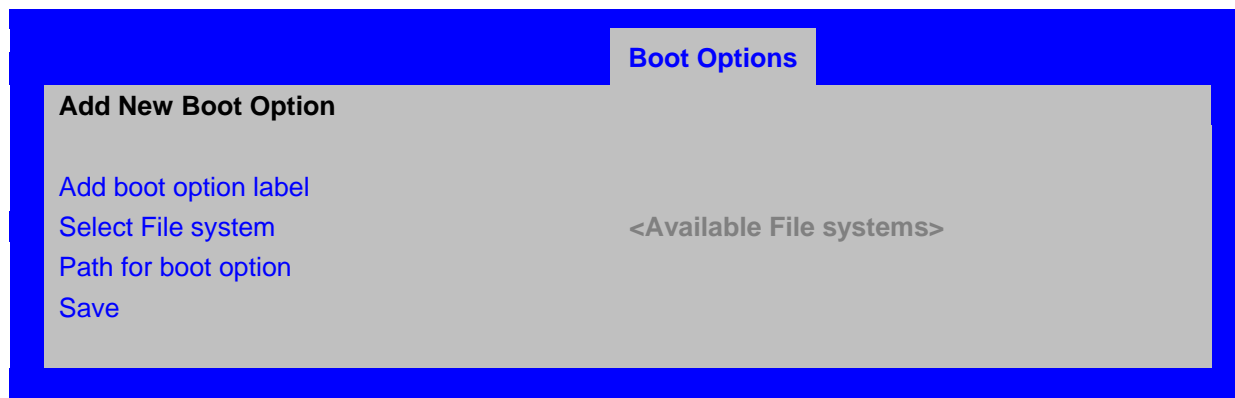 Boot Options
Add New Boot Option
Add boot option label
Select File system <Available File systems>
Path for boot option
Save